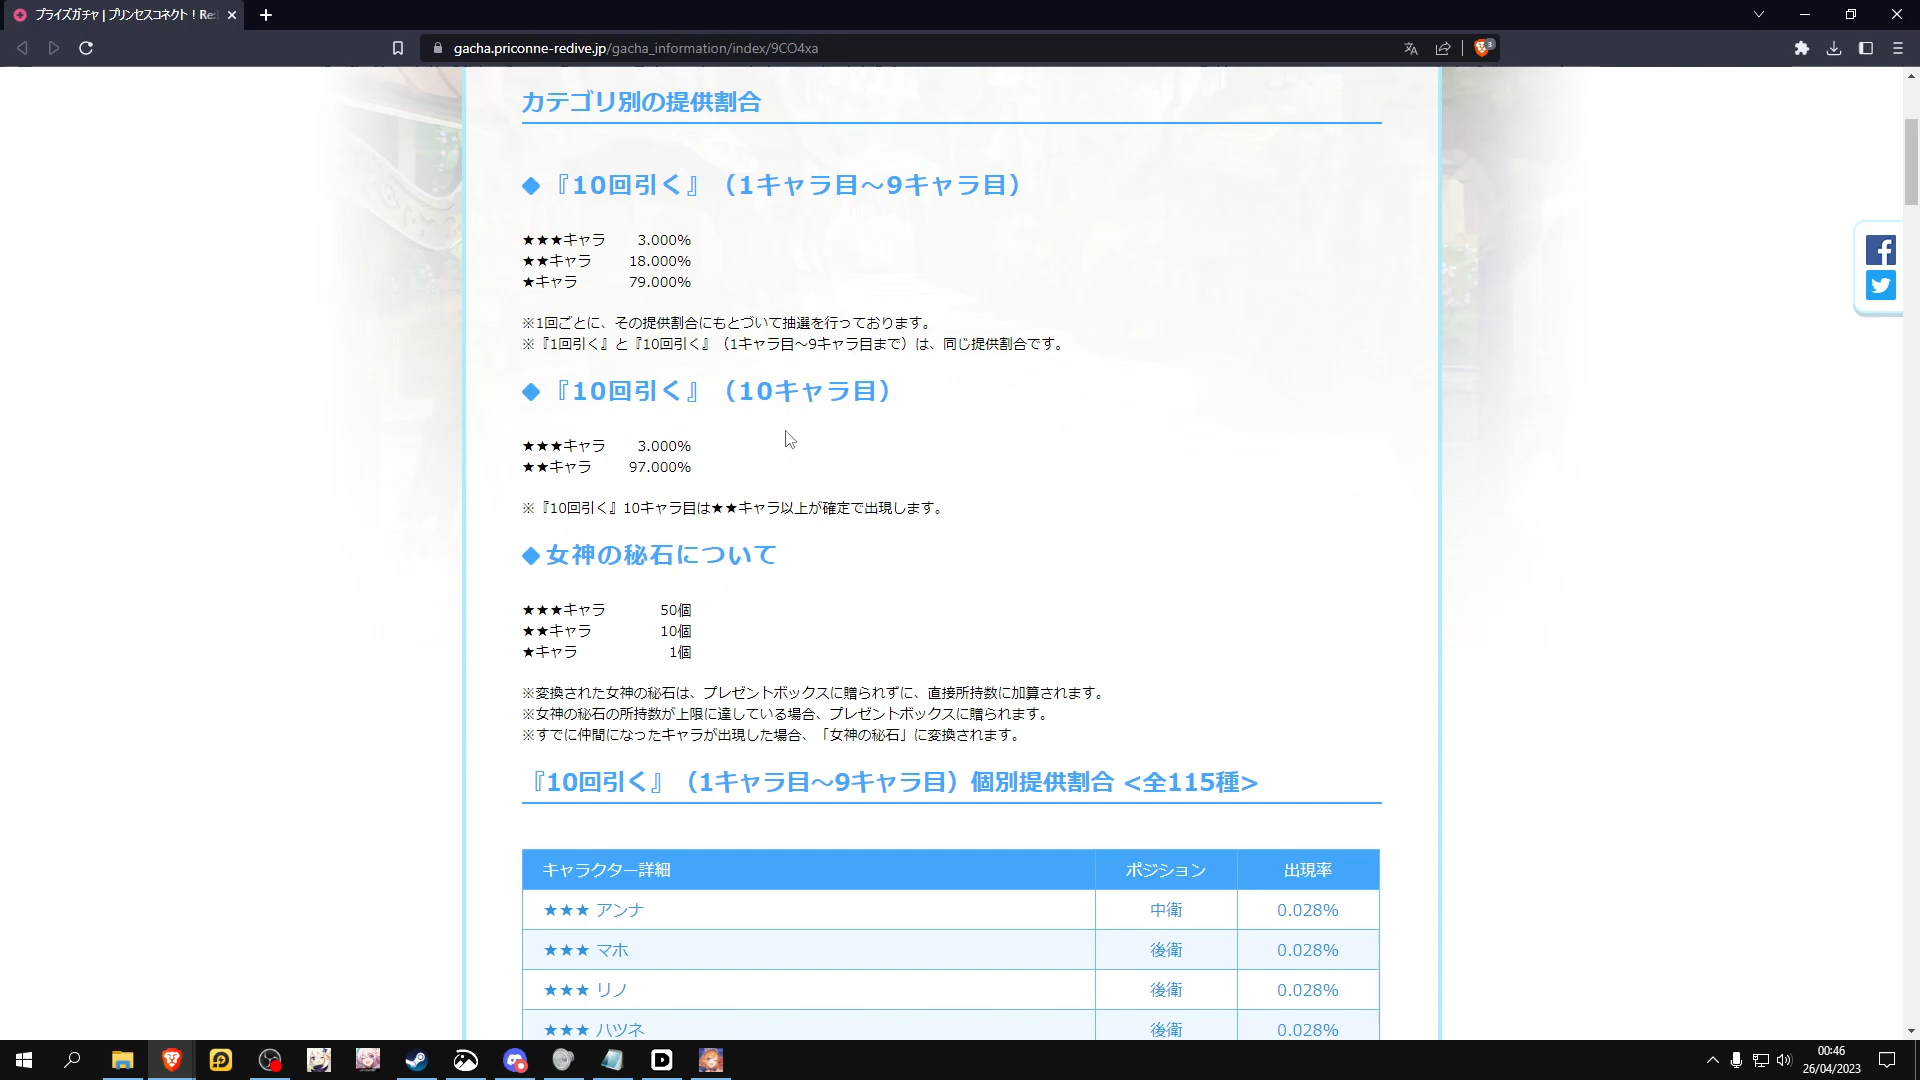 プライズガチャ | プリンセスコネクト！Re:
gacha.priconne-redive.jp/gacha_information/index/9CO4xa
3
カテゴリ別の提供割合
◆『10回引く』（1キャラ目～9キャラ目）
★★★キャラ 3.000%
★★キャラ 18.000%
★キャラ 79.000%
※1回ごとに、その提供割合にもとづいて抽選を行っております。
※『1回引く』と『10回引く』（1キャラ目～9キャラ目まで）は、同じ提供割合です。
◆『10回引く』（10キャラ目）
★★★キャラ 3.000%
★★キャラ 97.000%
※『10回引く』10キャラ目は★★キャラ以上が確定で出現します。
◆女神の秘石について
★★★キャラ 50個
★★キャラ 10個
★キャラ 1個
※変換された女神の秘石は、プレゼントボックスに贈られずに、直接所持数に加算されます。
※女神の秘石の所持数が上限に達している場合、プレゼントボックスに贈られます。
※すでに仲間になったキャラが出現した場合、「女神の秘石」に変換されます。
『10回引く』（1キャラ目～9キャラ目）個別提供割合 <全115種>
キャラクター詳細 ポジション 出現率
★★★ アンナ 中衛 0.028%
★★★ マホ 後衛 0.028%
★★★ リノ 後衛 0.028%
★★★ ハツネ 後衛 0.028%
00:46
26/04/2023